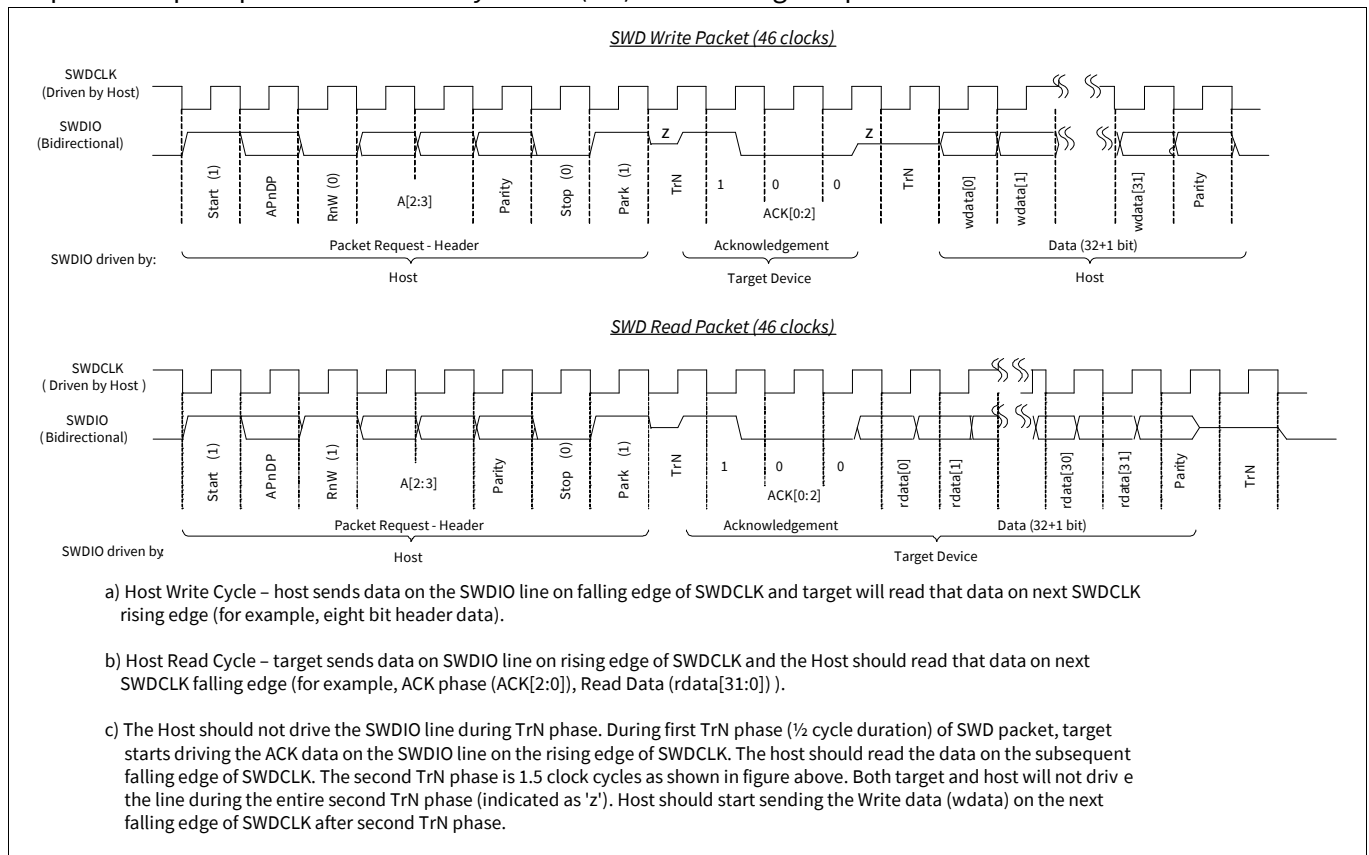 SWD Write Packet (46 clocks)
SWDCLK
(Driven by Host)
SWDIO
(Bidirectional)
z
z
Start (1)
APnDP
RnW (0)
A[2:3]
Parity
Stop (0)
Park (1)
TrN
1
0
0
ACK[0:2]
TrN
wdata[0]
wdata[1]
wdata[31]
Parity
Packet Request - Header
Acknowledgement
Data (32+1 bit)
SWDIO driven by:
Host
Target Device
Host
SWD Read Packet (46 clocks)
SWDCLK
( Driven by Host )
SWDIO
(Bidirectional)
Start (1)
APnDP
RnW (1)
A[2:3]
Parity
Stop (0)
Park (1)
TrN
1
0
0
ACK[0:2]
rdata[0]
rdata[1]
rdata[30]
rdata[31]
Parity
TrN
Packet Request - Header
Acknowledgement
Data (32+1 bit)
SWDIO driven by:
Host
Target Device
a) Host Write Cycle – host sends data on the SWDIO line on falling edge of SWDCLK and target will read that data on next SWDCLK
rising edge (for example, eight bit header data).
b) Host Read Cycle – target sends data on SWDIO line on rising edge of SWDCLK and the Host should read that data on next
SWDCLK falling edge (for example, ACK phase (ACK[2:0]), Read Data (rdata[31:0]) ).
c) The Host should not drive the SWDIO line during TrN phase. During first TrN phase (½ cycle duration) of SWD packet, target
starts driving the ACK data on the SWDIO line on the rising edge of SWDCLK. The host should read the data on the subsequent
falling edge of SWDCLK. The second TrN phase is 1.5 clock cycles as shown in figure above. Both target and host will not driv e
the line during the entire second TrN phase (indicated as 'z'). Host should start sending the Write data (wdata) on the next
falling edge of SWDCLK after second TrN phase.